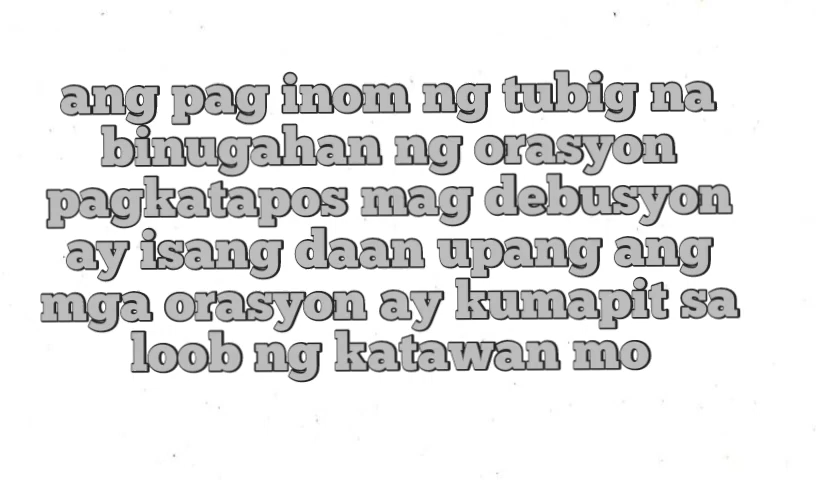 ang pag inom ng tubig na
binugahan ng orasyon
pagkatapos mag debusyon
ay isang daan upang ang
mga orasyon ay kumapit sa
loob ng katawan mo